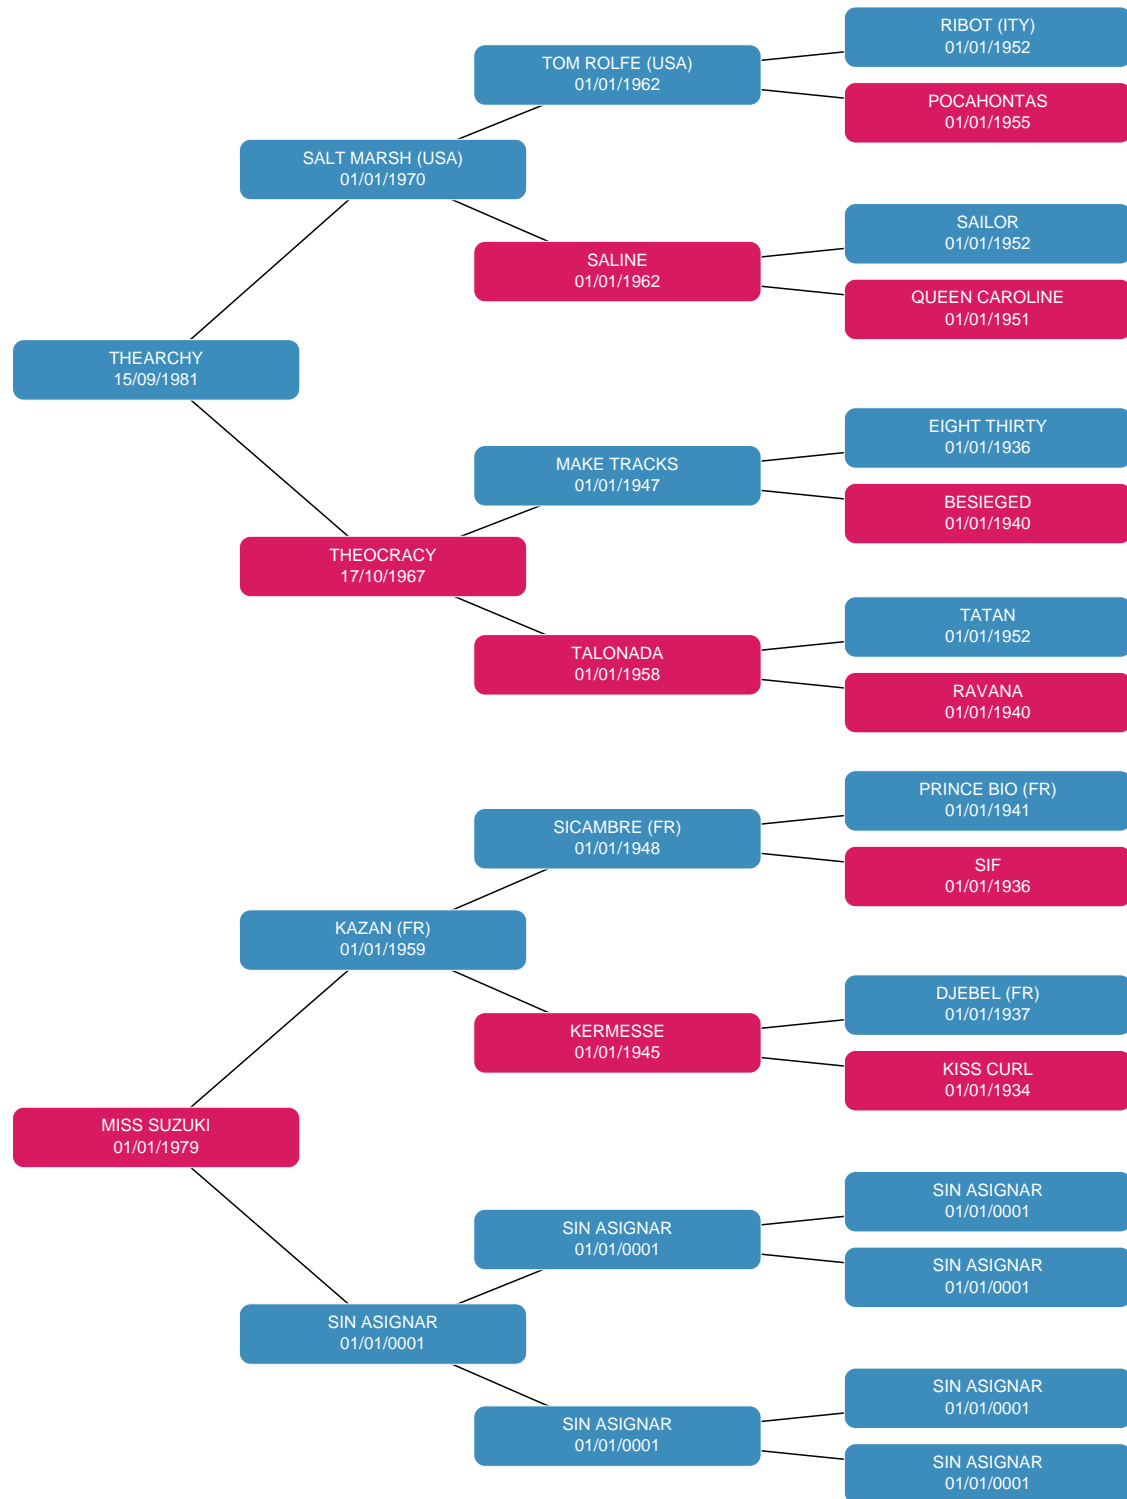 RIBOT (ITY)
01/01/1952
TOM ROLFE (USA)
01/01/1962
POCAHONTAS
01/01/1955
SALT MARSH (USA)
01/01/1970
SAILOR
01/01/1952
SALINE
01/01/1962
QUEEN CAROLINE
01/01/1951
THEARCHY
15/09/1981
EIGHT THIRTY
01/01/1936
MAKE TRACKS
01/01/1947
BESIEGED
01/01/1940
THEOCRACY
17/10/1967
TATAN
01/01/1952
TALONADA
01/01/1958
RAVANA
01/01/1940
PRINCE BIO (FR)
01/01/1941
SICAMBRE (FR)
01/01/1948
SIF
01/01/1936
KAZAN (FR)
01/01/1959
DJEBEL (FR)
01/01/1937
KERMESSE
01/01/1945
KISS CURL
01/01/1934
MISS SUZUKI
01/01/1979
SIN ASIGNAR
01/01/0001
SIN ASIGNAR
01/01/0001
SIN ASIGNAR
01/01/0001
SIN ASIGNAR
01/01/0001
SIN ASIGNAR
01/01/0001
SIN ASIGNAR
01/01/0001
SIN ASIGNAR
01/01/0001